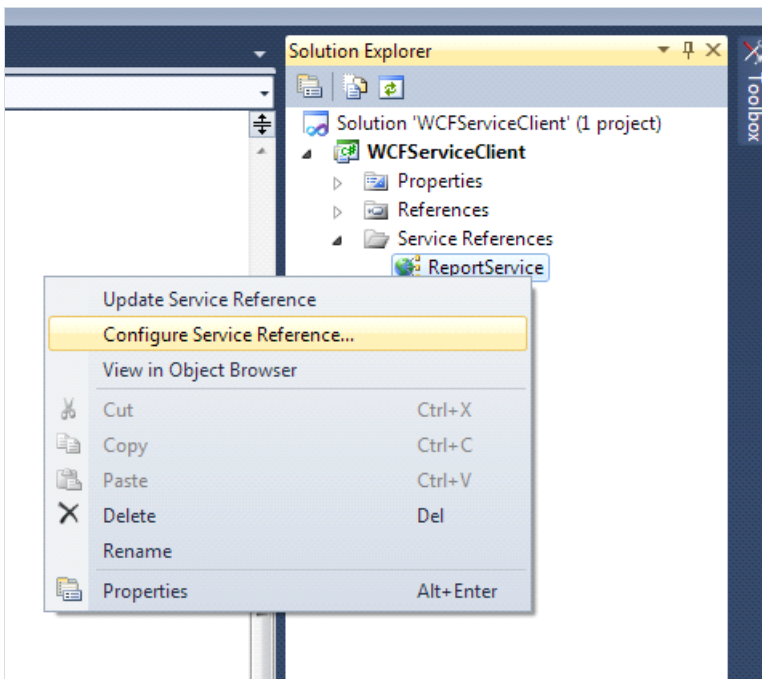 Solution Explorer
Toolbox
Solution 'WCFServiceClient' (1 project)
C#
WCFServiceClient
Properties
References
Service References
ReportService
Update Service Reference
Configure Service Reference...
View in Object Browser
Cut Ctrl+X
Copy Ctrl+C
Paste Ctrl+V
Delete Del
Rename
Properties Alt+Enter